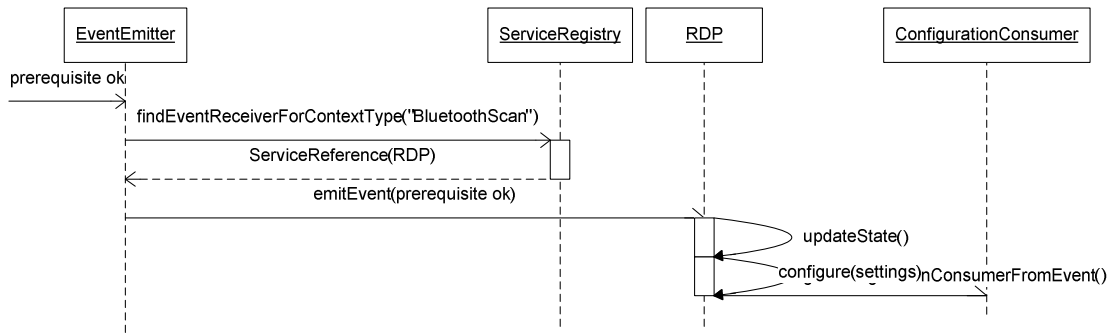 EventEmitter
ServiceRegistry
RDP
ConfigurationConsumer
prerequisite ok
findEventReceiverForContextType("BluetoothScan")
ServiceReference(RDP)
emitEvent(prerequisite ok)
updateState()
configure(settings)
nConsumerFromEvent()